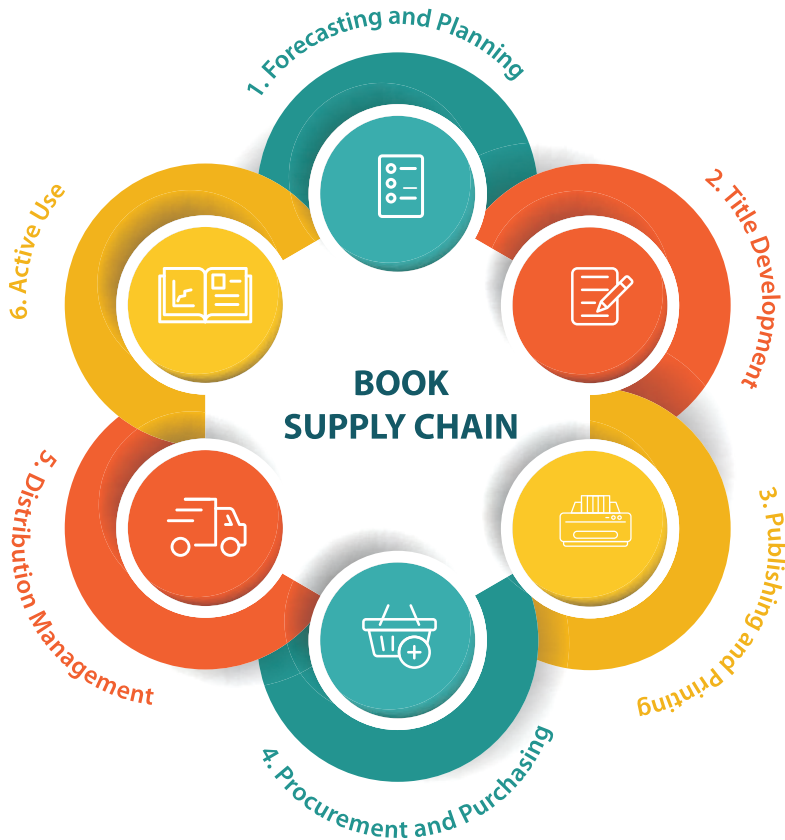 1. Forecasting and Planning
2. Title Development
3. Publishing and Printing
4. Procurement and Purchasing
5. Distribution Management
6. Active Use
BOOK
SUPPLY CHAIN